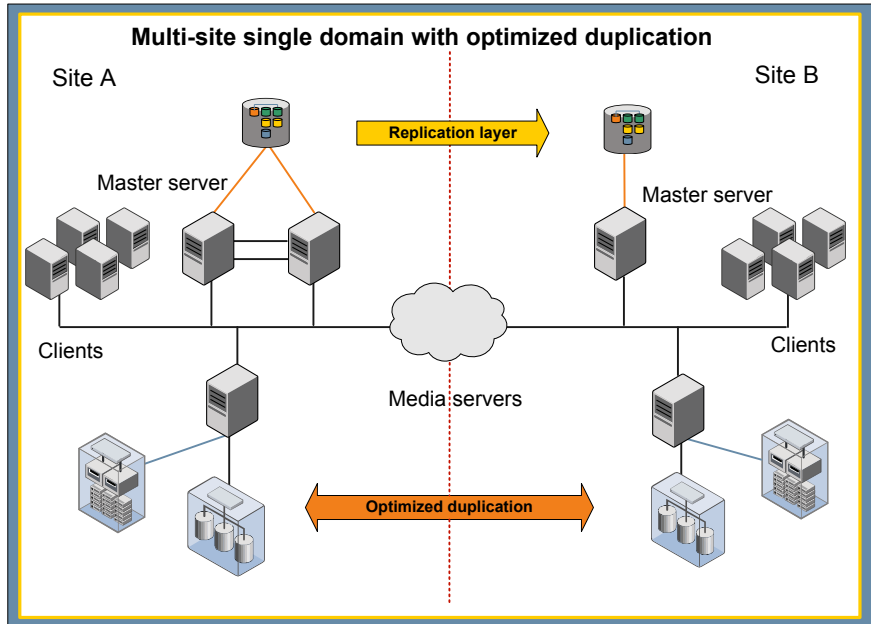 Multi-site single domain with optimized duplication
Site A
Site B
Replication layer
Master server
Master server
Clients
Clients
Media servers
Optimized duplication